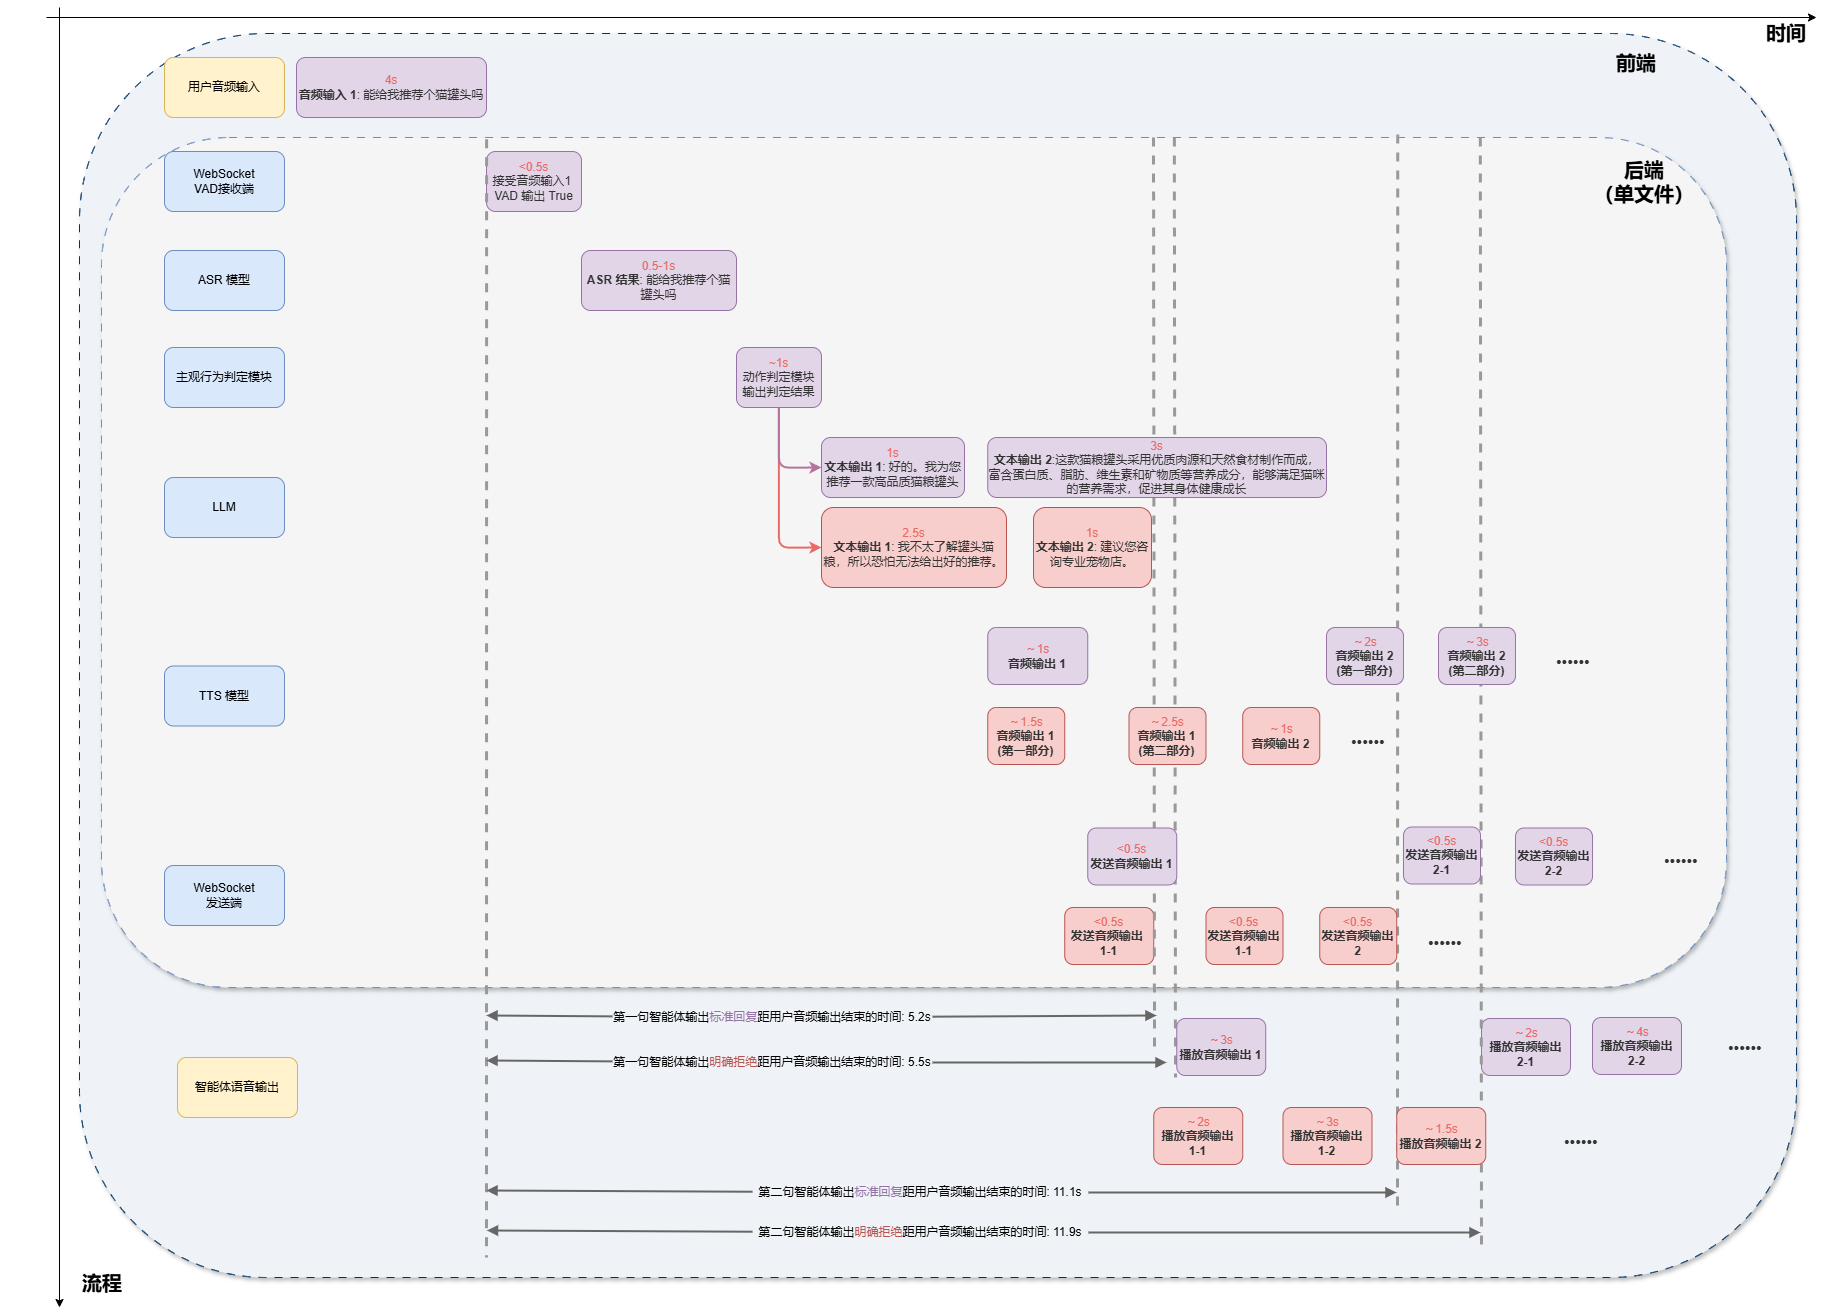 时间
前端
用户音频输入
4s
音频输入 1: 能给我推荐个猫罐头吗
后端
（单文件）
WebSocket
VAD接收端
<0.5s
接受音频输入1
VAD 输出 True
ASR 模型
0.5-1s
ASR 结果: 能给我推荐个猫
罐头吗
主观行为判定模块
~1s
动作判定模块
输出判定结果
LLM
1s
文本输出 1: 好的。我为您
推荐一款高品质猫粮罐头
3s
文本输出 2:这款猫粮罐头采用优质肉源和天然食材制作而成，
富含蛋白质、脂肪、维生素和矿物质等营养成分，能够满足猫咪
的营养需求，促进其身体健康成长
2.5s
文本输出 1: 我不太了解罐头猫
粮，所以恐怕无法给出好的推荐。
1s
文本输出 2: 建议您咨
询专业宠物店。
TTS 模型
~ 1s
音频输出 1
~ 2s
音频输出 2
(第一部分)
~ 3s
音频输出 2
(第二部分)
······
~ 1.5s
音频输出 1
(第一部分)
~ 2.5s
音频输出 1
(第二部分)
~ 1s
音频输出 2
······
WebSocket
发送端
<0.5s
发送音频输出 1
<0.5s
发送音频输出
2-1
<0.5s
发送音频输出
2-2
······
<0.5s
发送音频输出
1-1
<0.5s
发送音频输出
1-1
<0.5s
发送音频输出
2
······
第一句智能体输出标准回复距用户音频输出结束的时间: 5.2s
第一句智能体输出明确拒绝距用户音频输出结束的时间: 5.5s
智能体语音输出
~ 3s
播放音频输出 1
~ 2s
播放音频输出
2-1
~ 4s
播放音频输出
2-2
······
~ 2s
播放音频输出
1-1
~ 3s
播放音频输出
1-2
~ 1.5s
播放音频输出 2
······
第二句智能体输出标准回复距用户音频输出结束的时间: 11.1s
第二句智能体输出明确拒绝距用户音频输出结束的时间: 11.9s
流程